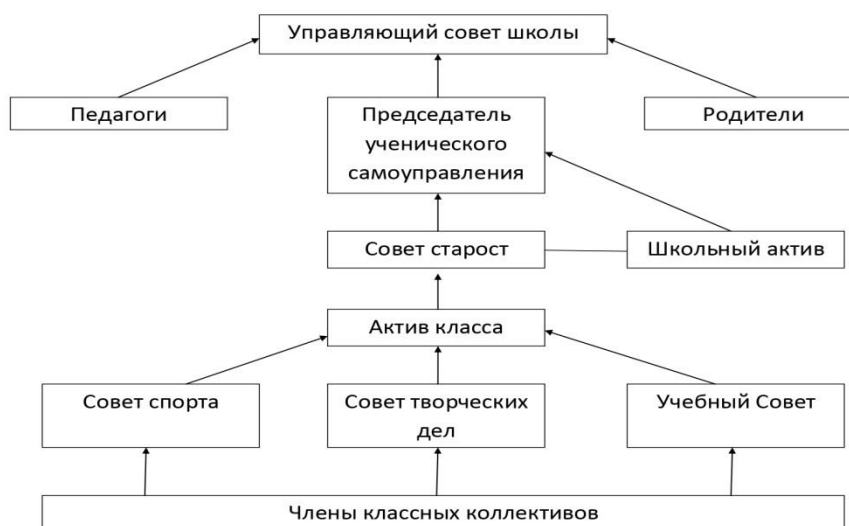 Управляющий совет школы
Педагоги
Председатель
ученического
самоуправления
Родители
Совет старост
Школьный актив
Актив класса
Совет спорта
Совет творческих
дел
Учебный Совет
Члены классных коллективов